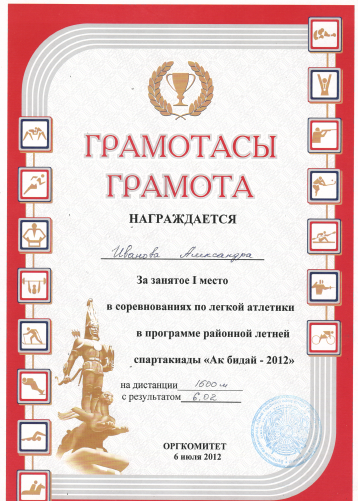 ГРАМОТАСЫ
ГРАМОТА
НАГРАЖДАЕТСЯ
Иванова Александра
За занятое I место
в соревнованиях по легкой атлетики
в программе районной летней
спартакиады «Ак бидай - 2012»
на дистанции 1600 м
с результатом 6,02
ОРГКОМИТЕТ
6 июля 2012